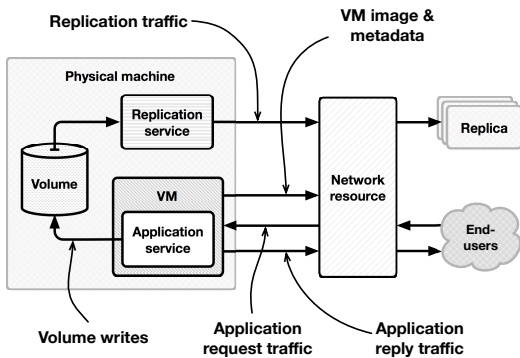 Replication traffic
VM image &
metadata
Physical machine
Replication
service
Replica
Volume
VM
Network
resource
Application
service
End-
users
Volume writes
Application
request traffic
Application
reply traffic